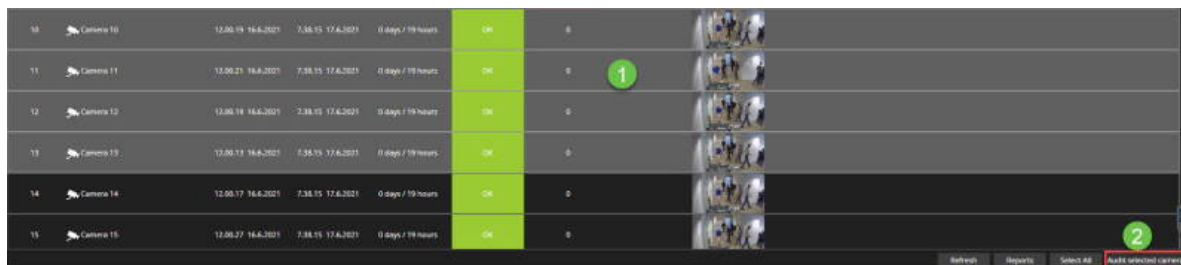 10 Camera 10 12.00.19 16.6.2021 7.38.15 17.6.2021 0 days / 19 hours OK 0
11 Camera 11 12.00.21 16.6.2021 7.38.15 17.6.2021 0 days / 19 hours OK 0
1
12 Camera 12 12.00.19 16.6.2021 7.38.15 17.6.2021 0 days / 19 hours OK 0
13 Camera 13 12.00.13 16.6.2021 7.38.15 17.6.2021 0 days / 19 hours OK 0
14 Camera 14 12.00.17 16.6.2021 7.38.15 17.6.2021 0 days / 19 hours OK 0
15 Camera 15 12.00.27 16.6.2021 7.38.15 17.6.2021 0 days / 19 hours OK 0
2
Refresh Reports Select All Audit selected camera